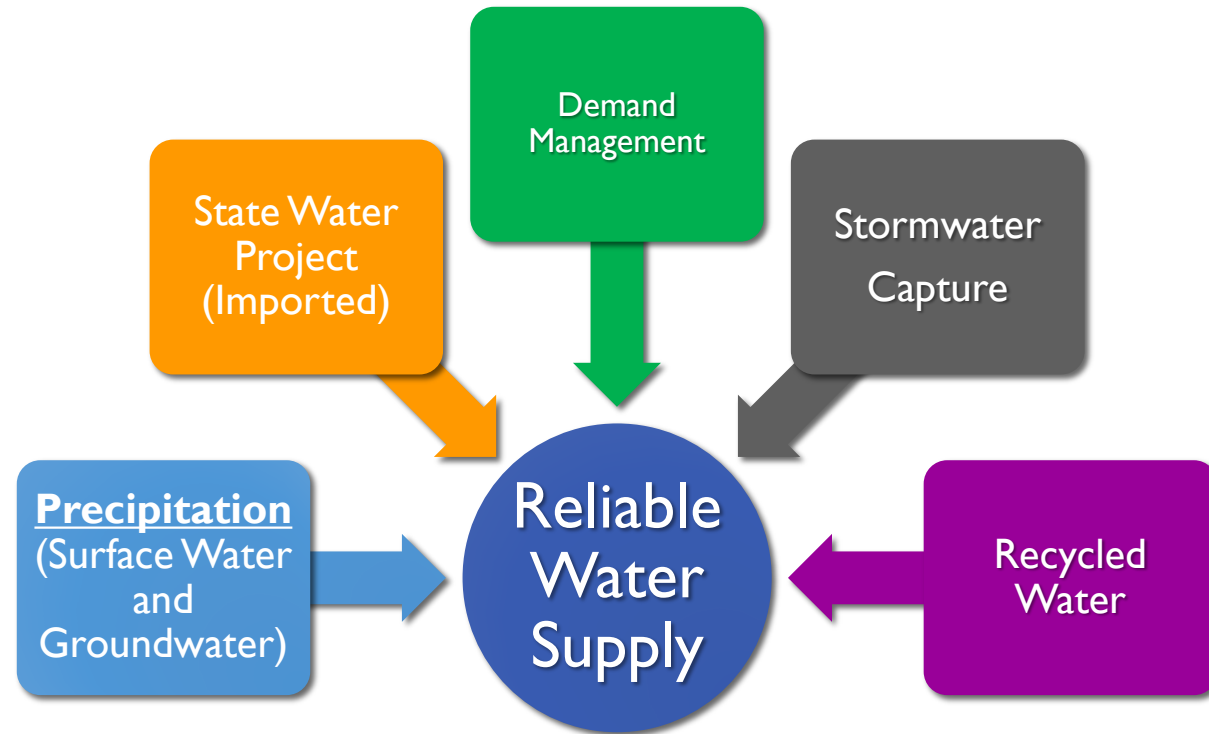 Demand
Management
State Water
Project
(Imported)
Stormwater
Capture
Precipitation
(Surface Water
and
Groundwater)
Reliable
Water
Supply
Recycled
Water